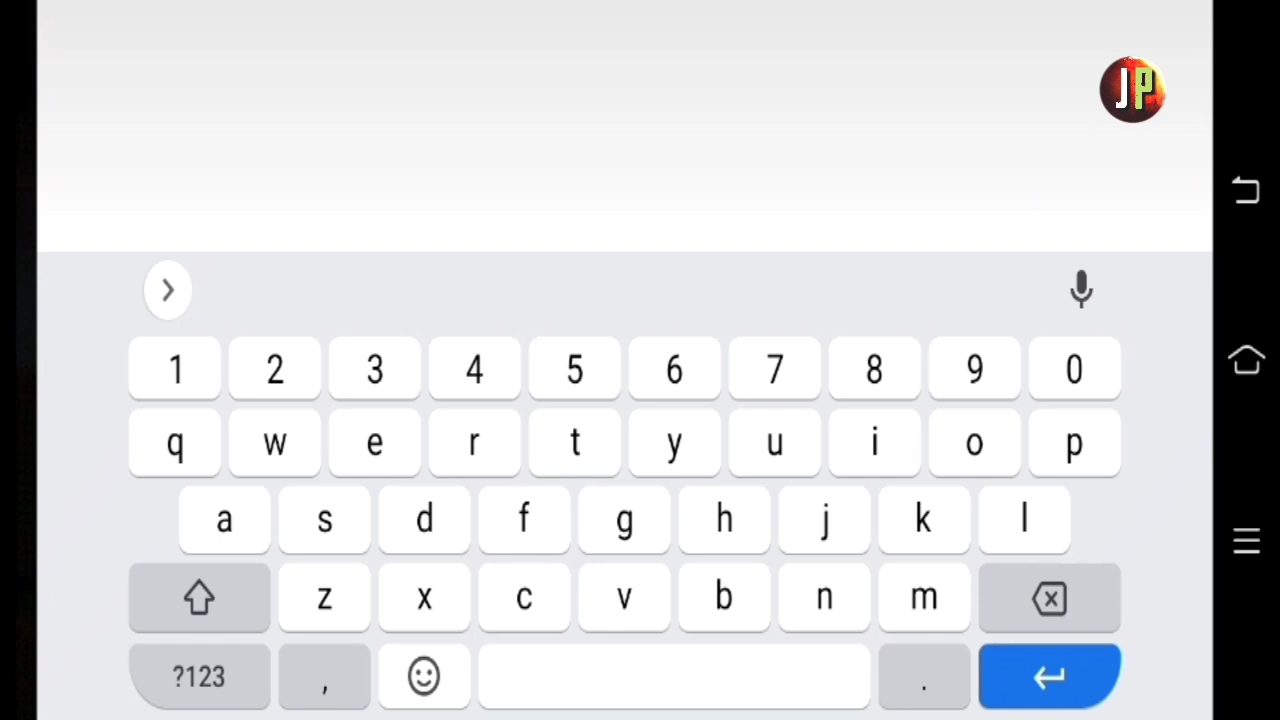 JP
1 2 3 4 5 6 7 8 9 0
q w e r t y u i o p
a s d f g h j k l
z x c v b n m
?123 , .